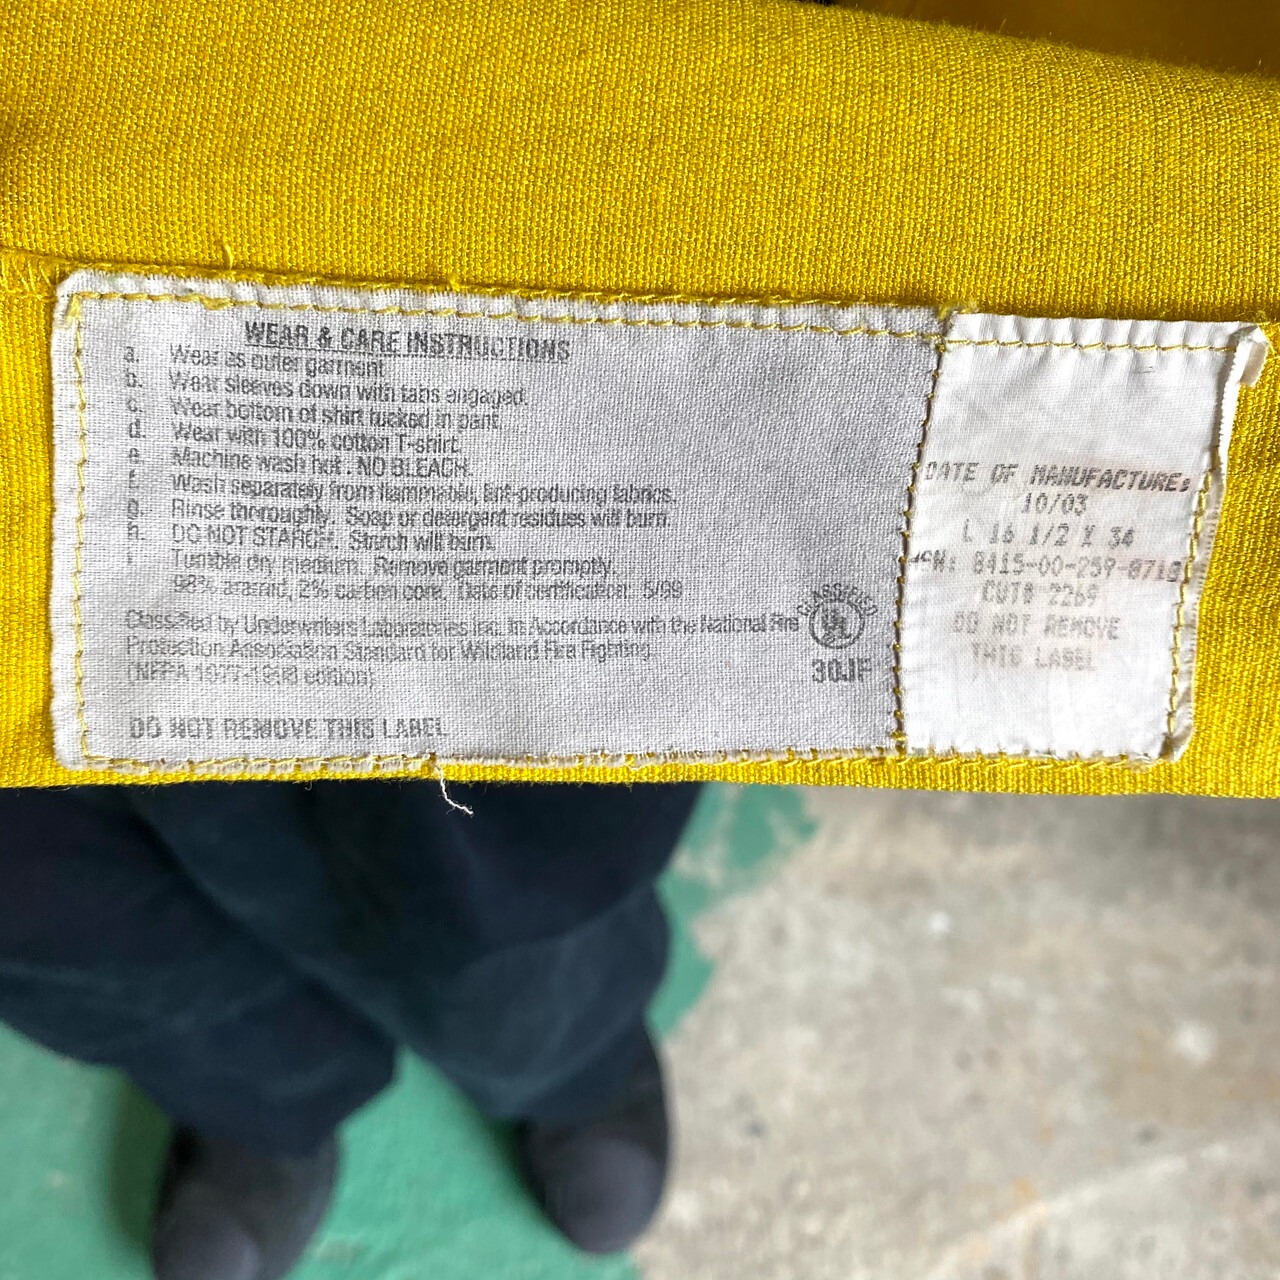 WEAR & CARE INSTRUCTIONS
a. Wear as outer garment
b. Wear sleeves down with tabs engaged.
c. Wear bottom of shirt tucked in pant.
d. Wear with 100% cotton T-shirt.
e. Machine wash hot. NO BLEACH.
f. Wash separately from flammable, lint-producing fabrics.
g. Rinse thoroughly. Soap or detergent residues will burn.
h. DO NOT STARCH. Starch will burn.
i. Tumble dry medium. Remove garment promptly.
98% aramid, 2% carbon core. Date of certification: 5/99
Classified by Underwriters Laboratories Inc. In Accordance with the National Fire
Protection Association Standard for Wildland Fire Fighting.
(NFPA 1977-1998 edition)
DO NOT REMOVE THIS LABEL
CLASSIFIED
UL
30JF
DATE OF MANUFACTURE:
10/03
L 16 1/2 X 34
8415-00-259-
CUT# 2269
DO NOT REMOVE
THIS LABEL